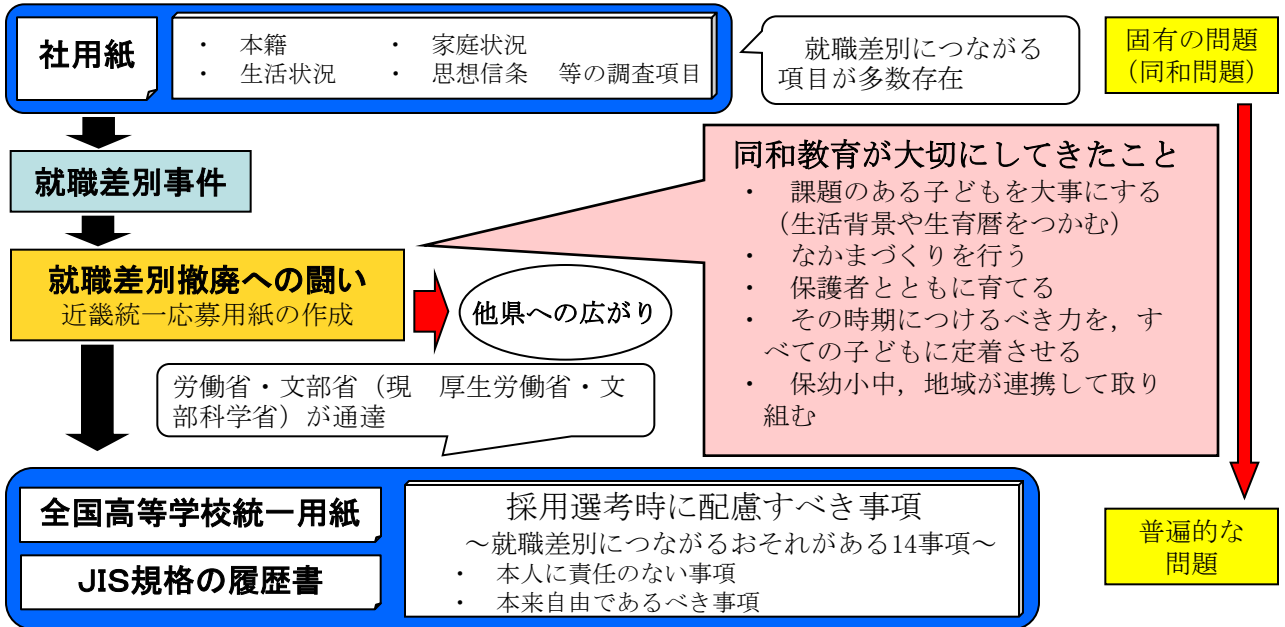 社用紙
・　本籍　　　・　家庭状況
・　生活状況　・　思想信条　等の調査項目
就職差別につながる
項目が多数存在
固有の問題
（同和問題）
就職差別事件
就職差別撤廃への闘い
近畿統一応募用紙の作成
他県への広がり
同和教育が大切にしてきたこと
・　課題のある子どもを大事にする
（生活背景や生育暦をつかむ）
・　なかまづくりを行う
・　保護者とともに育てる
・　その時期につけるべき力を，す
べての子どもに定着させる
・　保幼小中，地域が連携して取り
組む
労働省・文部省（現　厚生労働省・文
部科学省）が通達
全国高等学校統一用紙
JIS規格の履歴書
採用選考時に配慮すべき事項
～就職差別につながるおそれがある14事項～
・　本人に責任のない事項
・　本来自由であるべき事項
普遍的な
問題